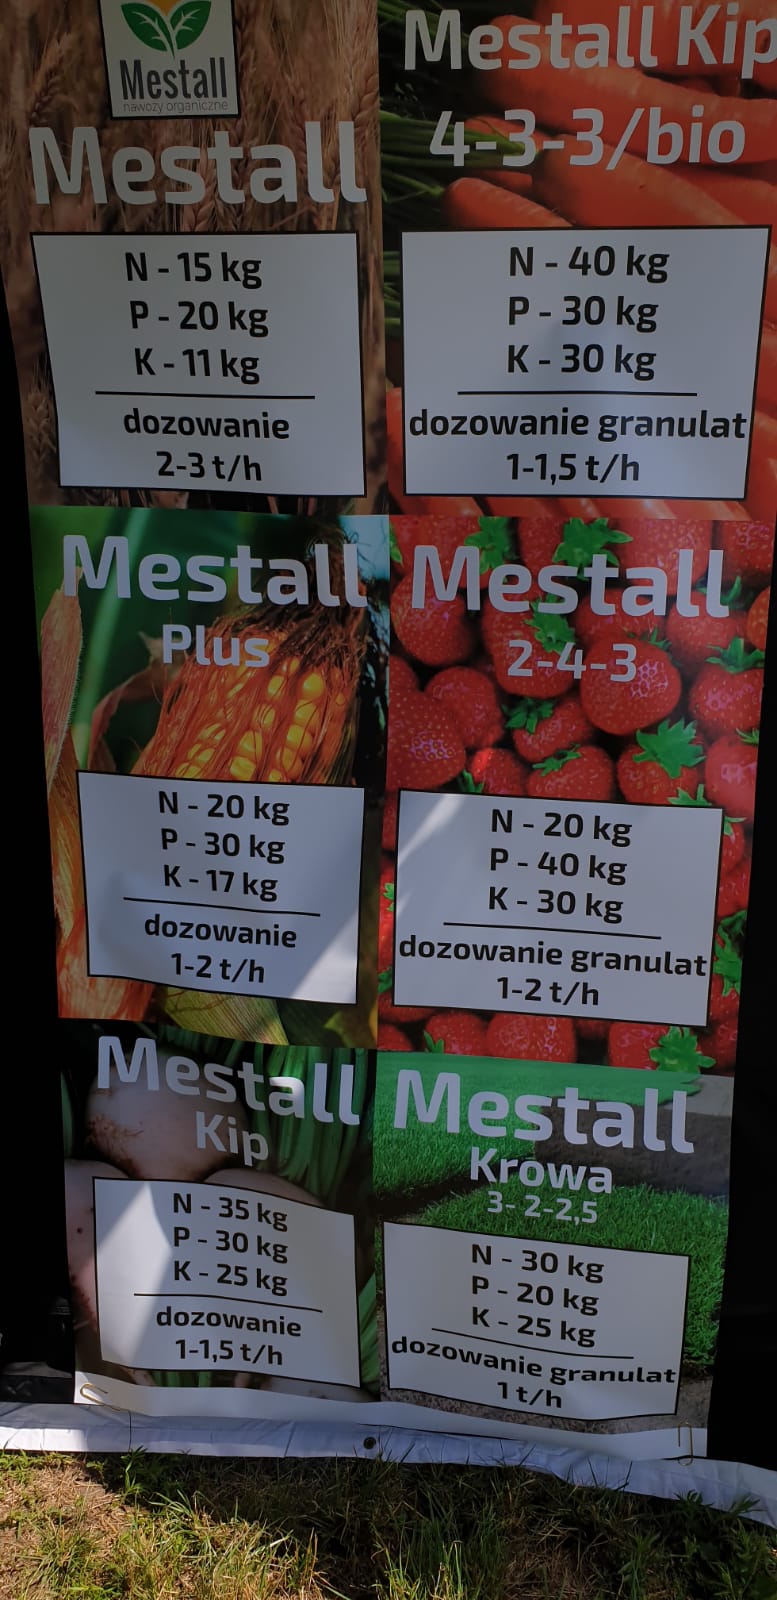 Mestall
nawozy organiczne
Mestall
N - 15 kg
P - 20 kg
K - 11 kg
dozowanie
2-3 t/h
Mestall Kip
4-3-3/bio
N - 40 kg
P - 30 kg
K - 30 kg
dozowanie granulat
1-1,5 t/h
Mestall
Plus
N - 20 kg
P - 30 kg
K - 17 kg
dozowanie
1-2 t/h
Mestall
2-4-3
N - 20 kg
P - 40 kg
K - 30 kg
dozowanie granulat
1-2 t/h
Mestall
Kip
N - 35 kg
P - 30 kg
K - 25 kg
dozowanie
1-1,5 t/h
Mestall
Krowa
3- 2-2,5
N - 30 kg
P - 20 kg
K - 25 kg
dozowanie granulat
1 t/h